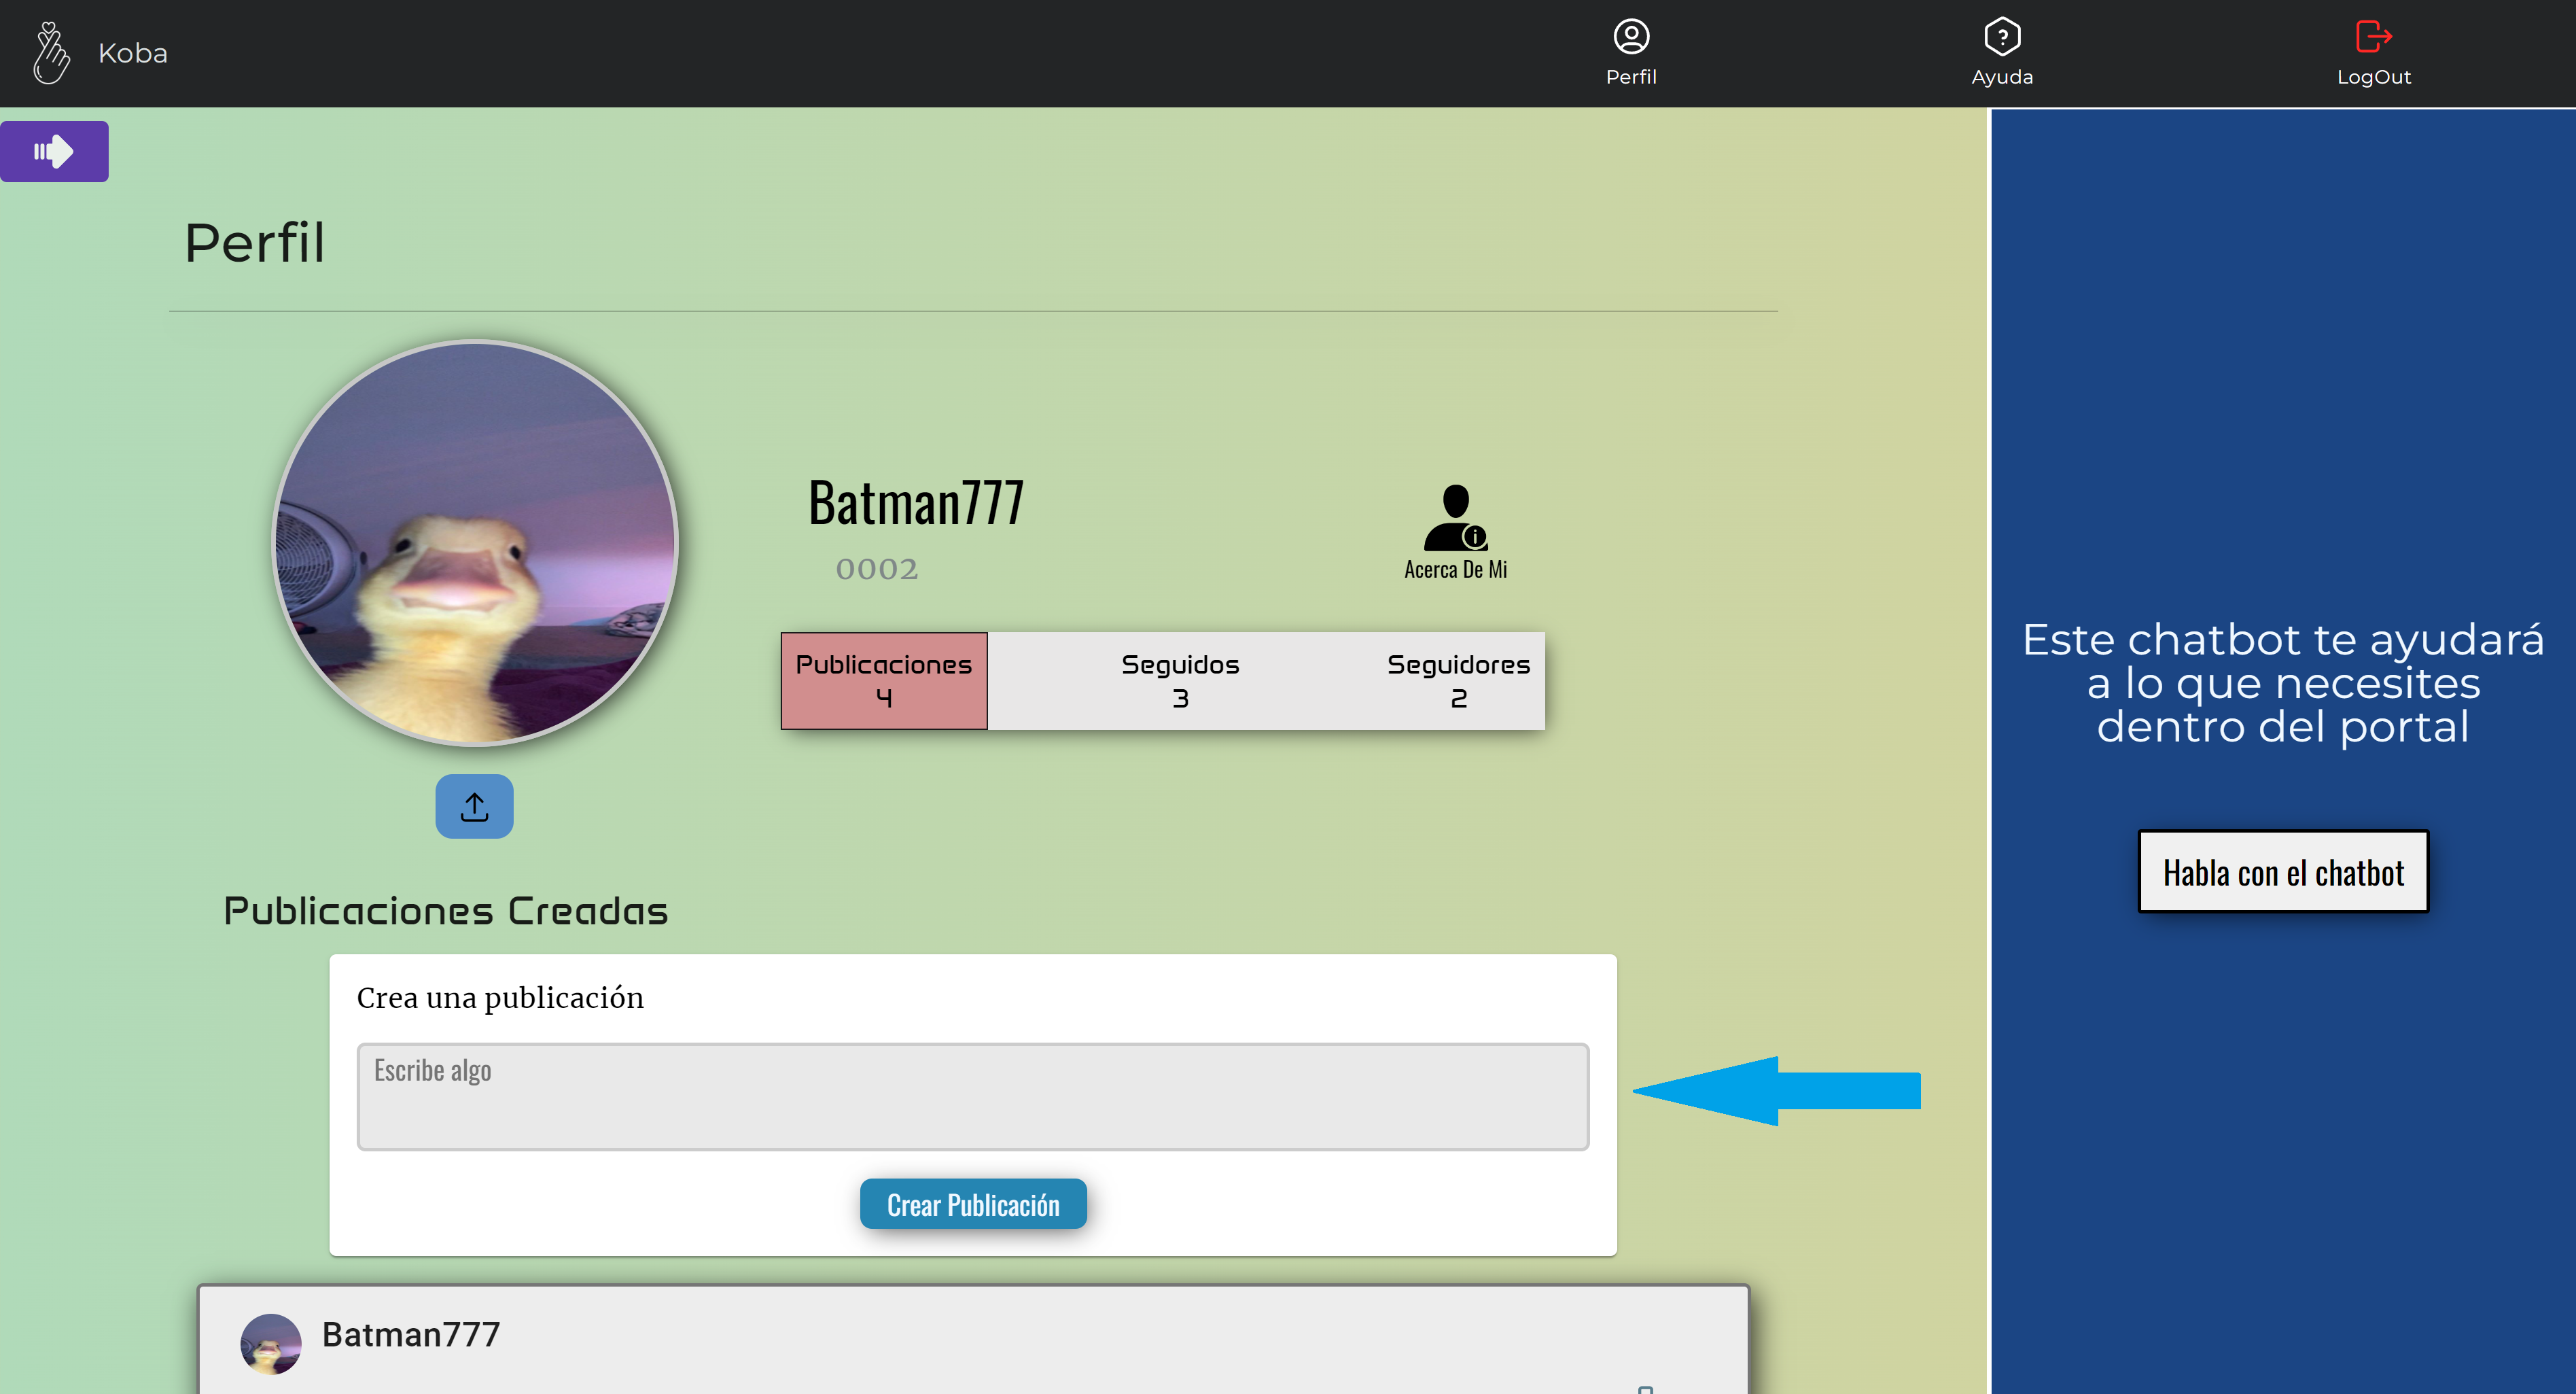 Koba
Perfil
Ayuda
LogOut
Perfil
Batman777
0002
Acerca De Mi
Publicaciones
4
Seguidos
3
Seguidores
2
Este chatbot te ayudará
a lo que necesites
dentro del portal
Habla con el chatbot
Publicaciones Creadas
Crea una publicación
Escribe algo
Crear Publicación
Batman777